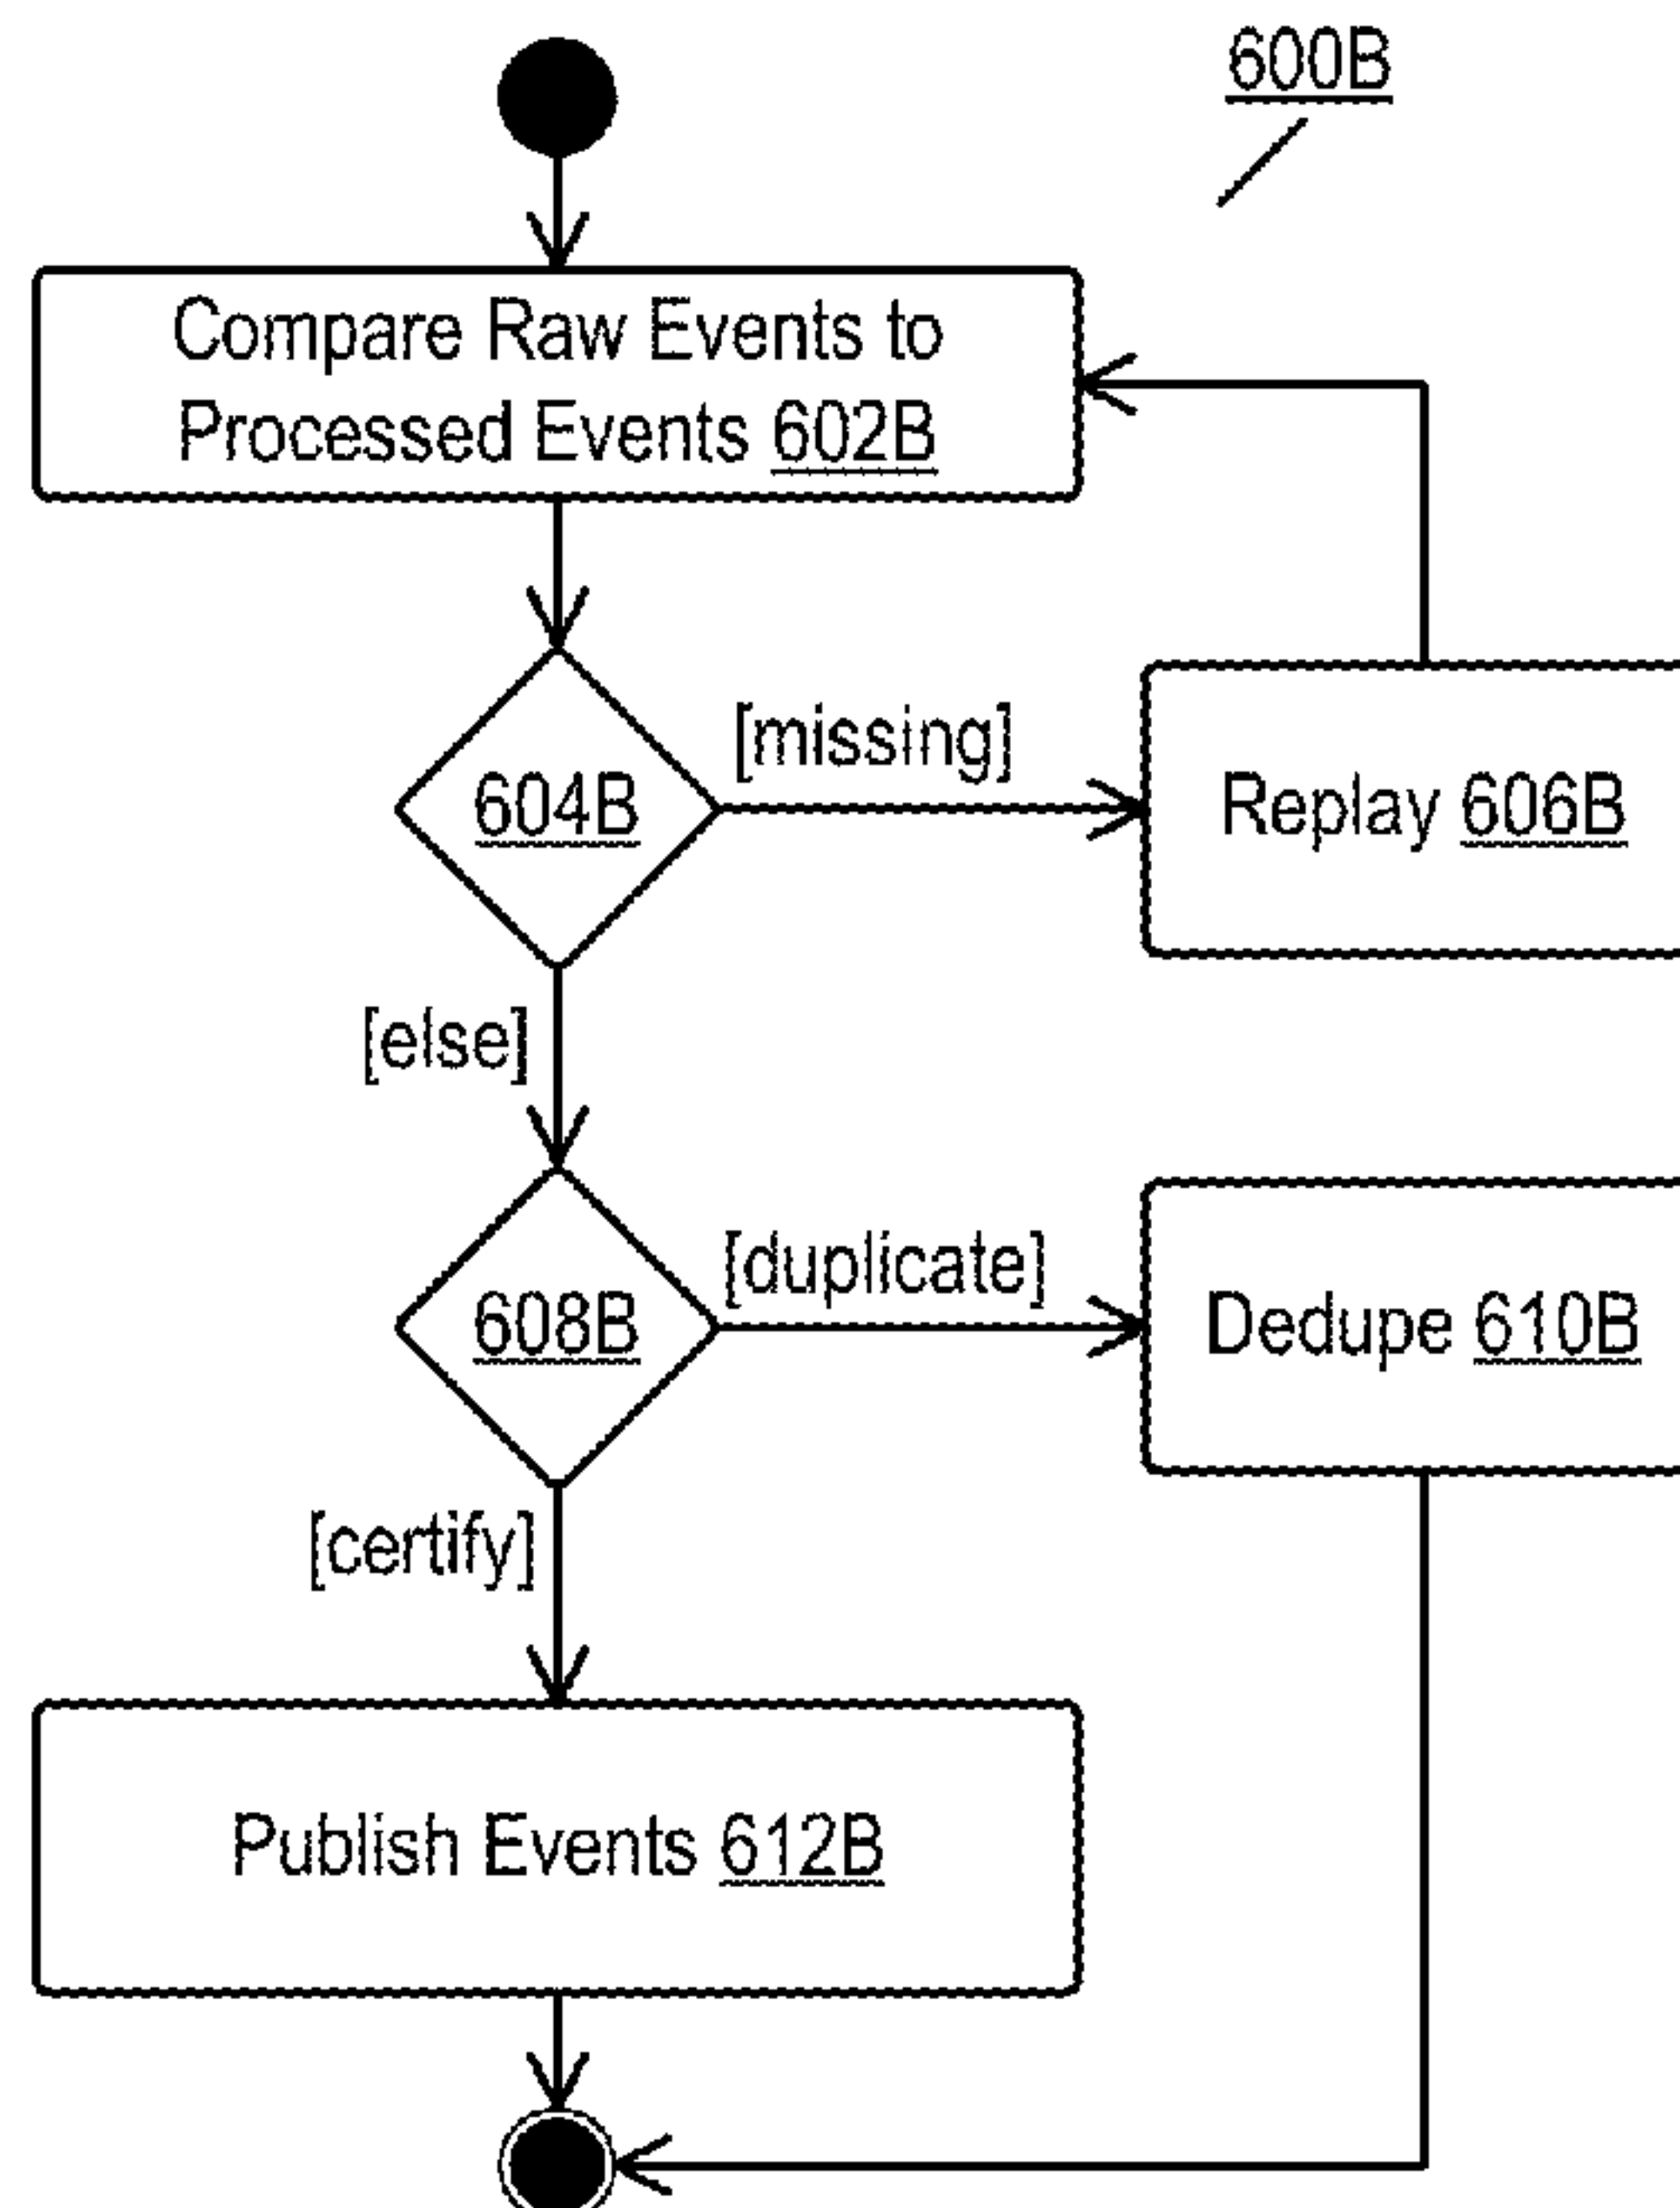 600B
Compare Raw Events to
Processed Events 602B
[missing]
604B
Replay 606B
[else]
[duplicate]
608B
Dedupe 610B
[certify]
Publish Events 612B